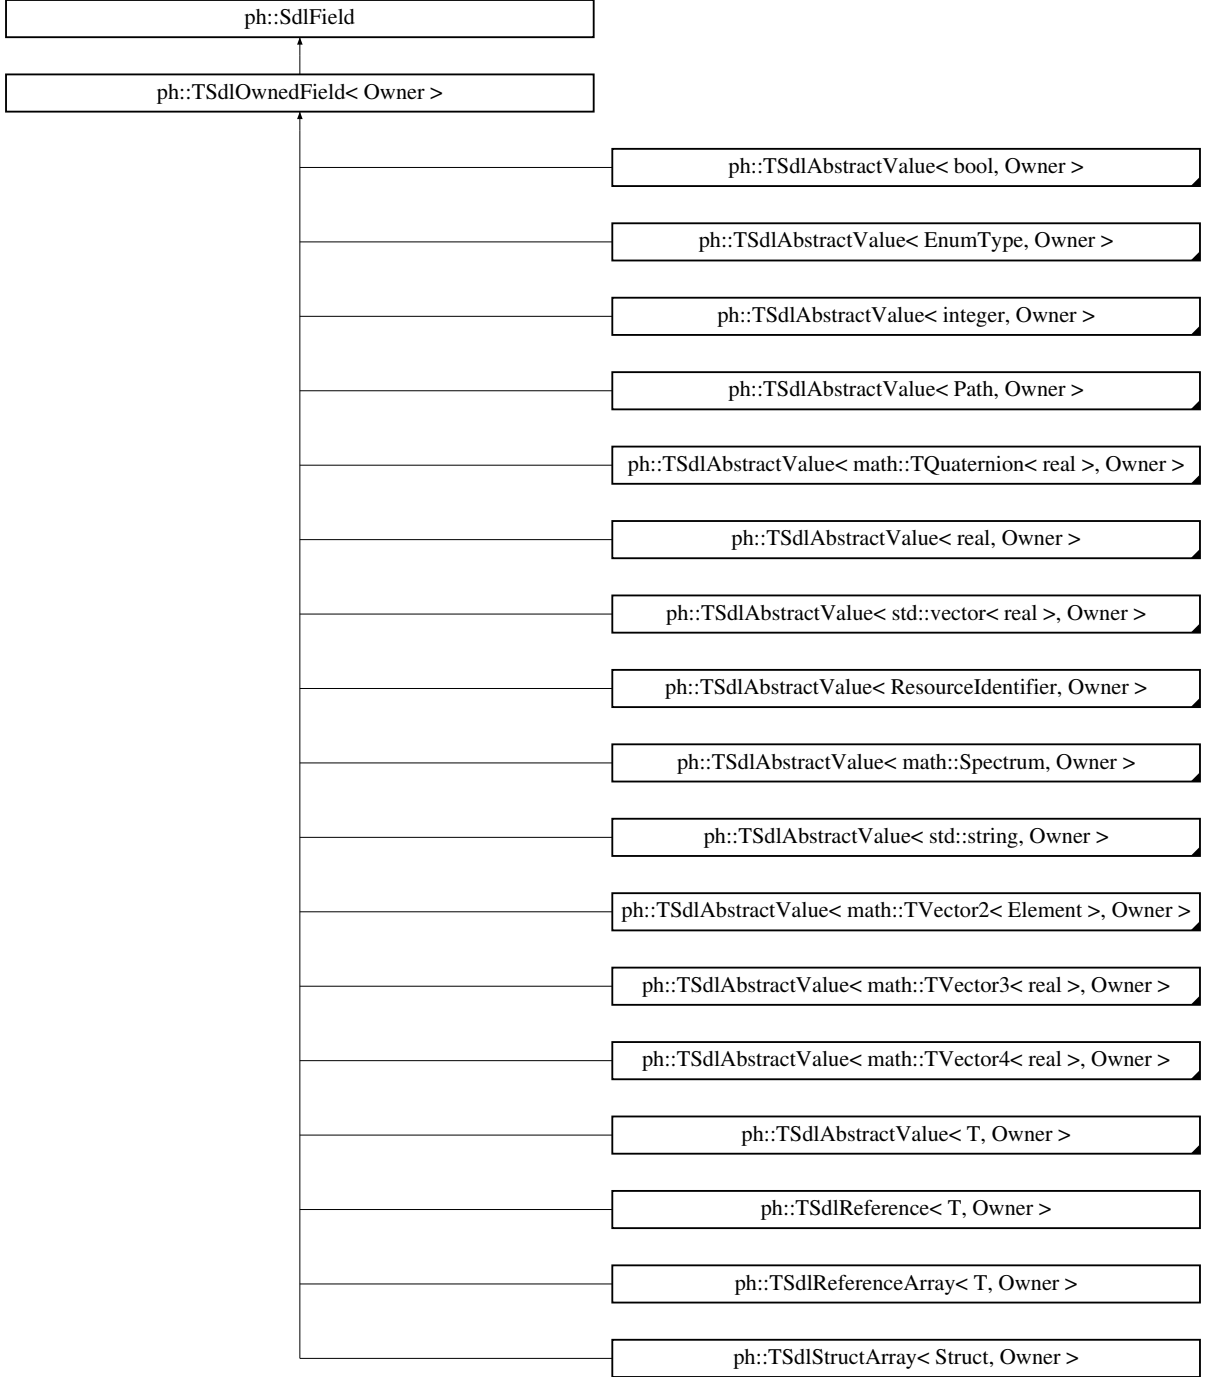 ph::SdlField
ph::TSdlOwnedField< Owner >
ph::TSdlAbstractValue< bool, Owner >
ph::TSdlAbstractValue< EnumType, Owner >
ph::TSdlAbstractValue< integer, Owner >
ph::TSdlAbstractValue< Path, Owner >
ph::TSdlAbstractValue< math::TQuaternion< real >, Owner >
ph::TSdlAbstractValue< real, Owner >
ph::TSdlAbstractValue< std::vector< real >, Owner >
ph::TSdlAbstractValue< ResourceIdentifier, Owner >
ph::TSdlAbstractValue< math::Spectrum, Owner >
ph::TSdlAbstractValue< std::string, Owner >
ph::TSdlAbstractValue< math::TVector2< Element >, Owner >
ph::TSdlAbstractValue< math::TVector3< real >, Owner >
ph::TSdlAbstractValue< math::TVector4< real >, Owner >
ph::TSdlAbstractValue< T, Owner >
ph::TSdlReference< T, Owner >
ph::TSdlReferenceArray< T, Owner >
ph::TSdlStructArray< Struct, Owner >